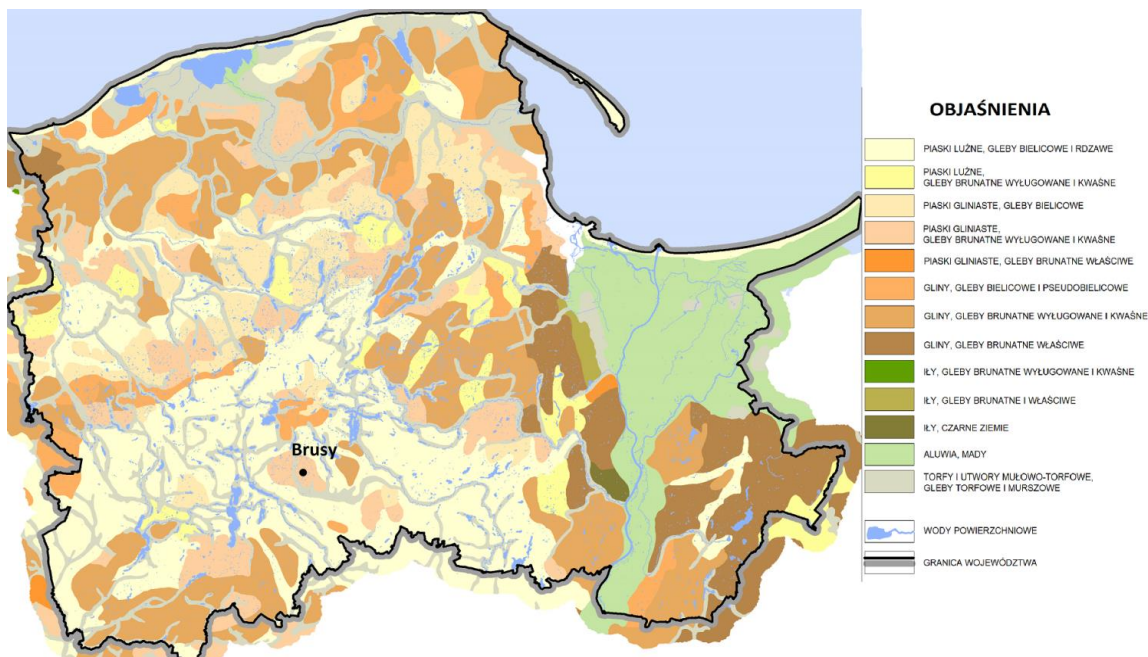 OBJAŚNIENIA
PIASKI LUŹNE, GLEBY BIELICOWE I RDZAWE
PIASKI LUŹNE,
GLEBY BRUNATNE WYŁUGOWANE I KWAŚNE
PIASKI GLINIASTE, GLEBY BIELICOWE
PIASKI GLINIASTE,
GLEBY BRUNATNE WYŁUGOWANE I KWAŚNE
PIASKI GLINIASTE, GLEBY BRUNATNE WŁAŚCIWE
GLINY, GLEBY BIELICOWE I PSEUDOBIELICOWE
GLINY, GLEBY BRUNATNE WYŁUGOWANE I KWAŚNE
GLINY, GLEBY BRUNATNE WŁAŚCIWE
IŁY, GLEBY BRUNATNE WYŁUGOWANE I KWAŚNE
IŁY, GLEBY BRUNATNE I WŁAŚCIWE
IŁY, CZARNE ZIEMIE
ALUWIA, MADY
TORFY I UTWORY MUŁOWO-TORFOWE,
GLEBY TORFOWE I MURSZOWE
WODY POWIERZCHNIOWE
GRANICA WOJEWÓDZTWA
Brusy